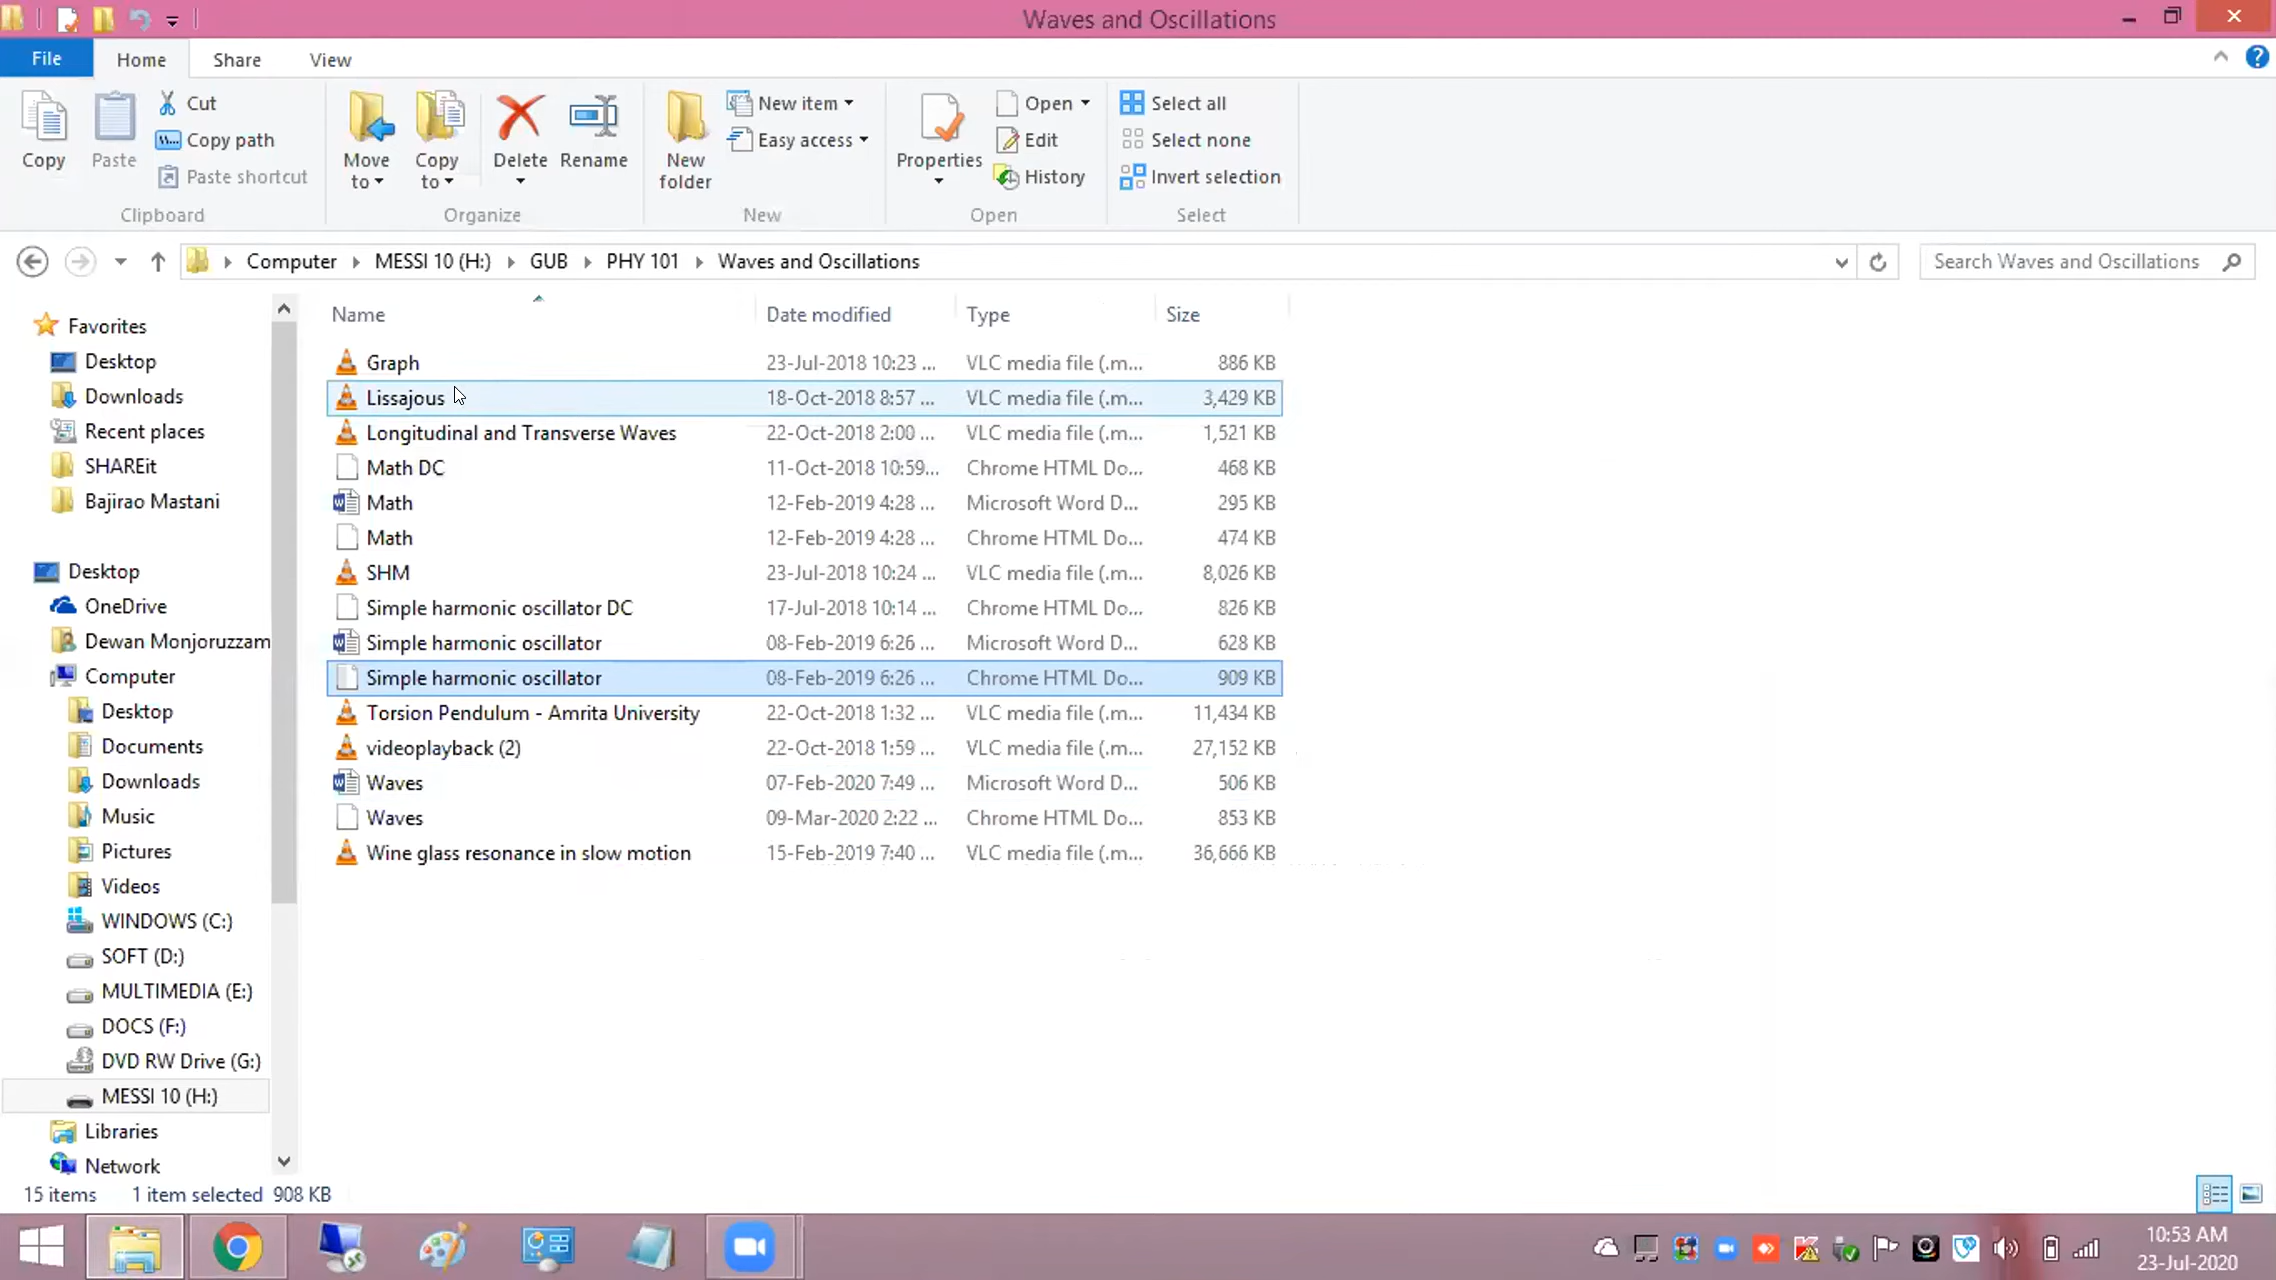 Waves and Oscillations
File Home Share View
Copy
Paste
Cut
Copy path
Paste shortcut
Clipboard
Move to
Copy to
Delete
Rename
Organize
New folder
New item
Easy access
New
Properties
Open
Edit
History
Open
Select all
Select none
Invert selection
Select
Computer MESSI 10 (H:) GUB PHY 101 Waves and Oscillations
Search Waves and Oscillations
Favorites
Desktop
Downloads
Recent places
SHAREit
Bajirao Mastani
Desktop
OneDrive
Dewan Monjoruzzam
Computer
Desktop
Documents
Downloads
Music
Pictures
Videos
WINDOWS (C:)
SOFT (D:)
MULTIMEDIA (E:)
DOCS (F:)
DVD RW Drive (G:)
MESSI 10 (H:)
Libraries
Network
Name Date modified Type Size
Graph 23-Jul-2018 10:23 ... VLC media file (.m... 886 KB
Lissajous 18-Oct-2018 8:57 ... VLC media file (.m... 3,429 KB
Longitudinal and Transverse Waves 22-Oct-2018 2:00 ... VLC media file (.m... 1,521 KB
Math DC 11-Oct-2018 10:59... Chrome HTML Do... 468 KB
Math 12-Feb-2019 4:28 ... Microsoft Word D... 295 KB
Math 12-Feb-2019 4:28 ... Chrome HTML Do... 474 KB
SHM 23-Jul-2018 10:24 ... VLC media file (.m... 8,026 KB
Simple harmonic oscillator DC 17-Jul-2018 10:14 ... Chrome HTML Do... 826 KB
Simple harmonic oscillator 08-Feb-2019 6:26 ... Microsoft Word D... 628 KB
Simple harmonic oscillator 08-Feb-2019 6:26 ... Chrome HTML Do... 909 KB
Torsion Pendulum - Amrita University 22-Oct-2018 1:32 ... VLC media file (.m... 11,434 KB
videoplayback (2) 22-Oct-2018 1:59 ... VLC media file (.m... 27,152 KB
Waves 07-Feb-2020 7:49 ... Microsoft Word D... 506 KB
Waves 09-Mar-2020 2:22 ... Chrome HTML Do... 853 KB
Wine glass resonance in slow motion 15-Feb-2019 7:40 ... VLC media file (.m... 36,666 KB
15 items 1 item selected 908 KB
10:53 AM
23-Jul-2020